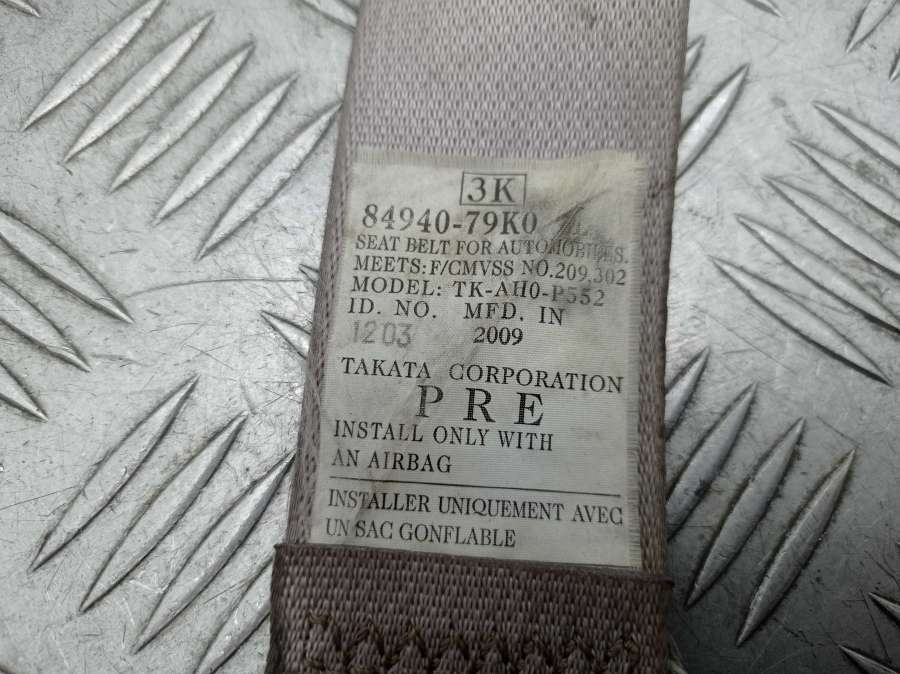 3K
84940-79K0
SEAT BELT FOR AUTOMOBILES.
MEETS: F/CMVSS NO.209,302
MODEL: TK-AH0-P552
ID. NO. MFD. IN
1203 2009
TAKATA CORPORATION
PRE
INSTALL ONLY WITH
AN AIRBAG
INSTALLER UNIQUEMENT AVEC
UN SAC GONFLABLE